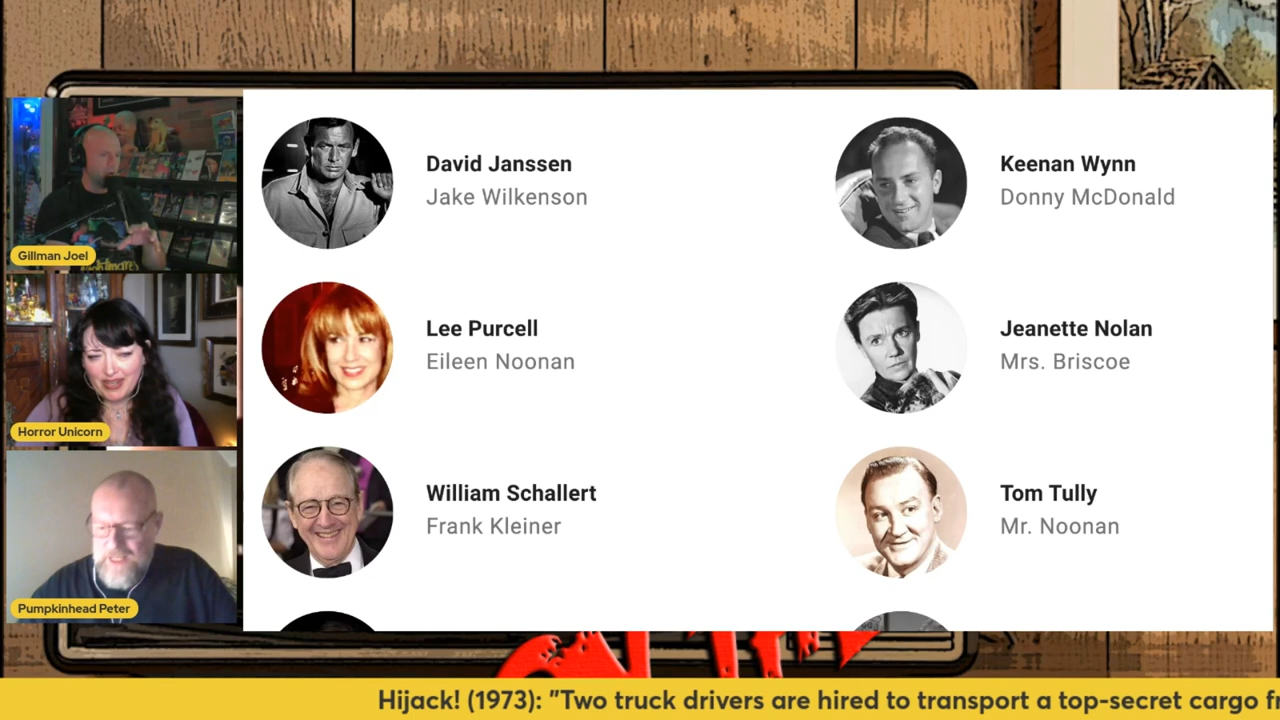 Gillman Joel
Horror Unicorn
Pumpkinhead Peter
David Janssen
Jake Wilkenson
Keenan Wynn
Donny McDonald
Lee Purcell
Eileen Noonan
Jeanette Nolan
Mrs. Briscoe
William Schallert
Frank Kleiner
Tom Tully
Mr. Noonan
Hijack! (1973): "Two truck drivers are hired to transport a top-secret cargo